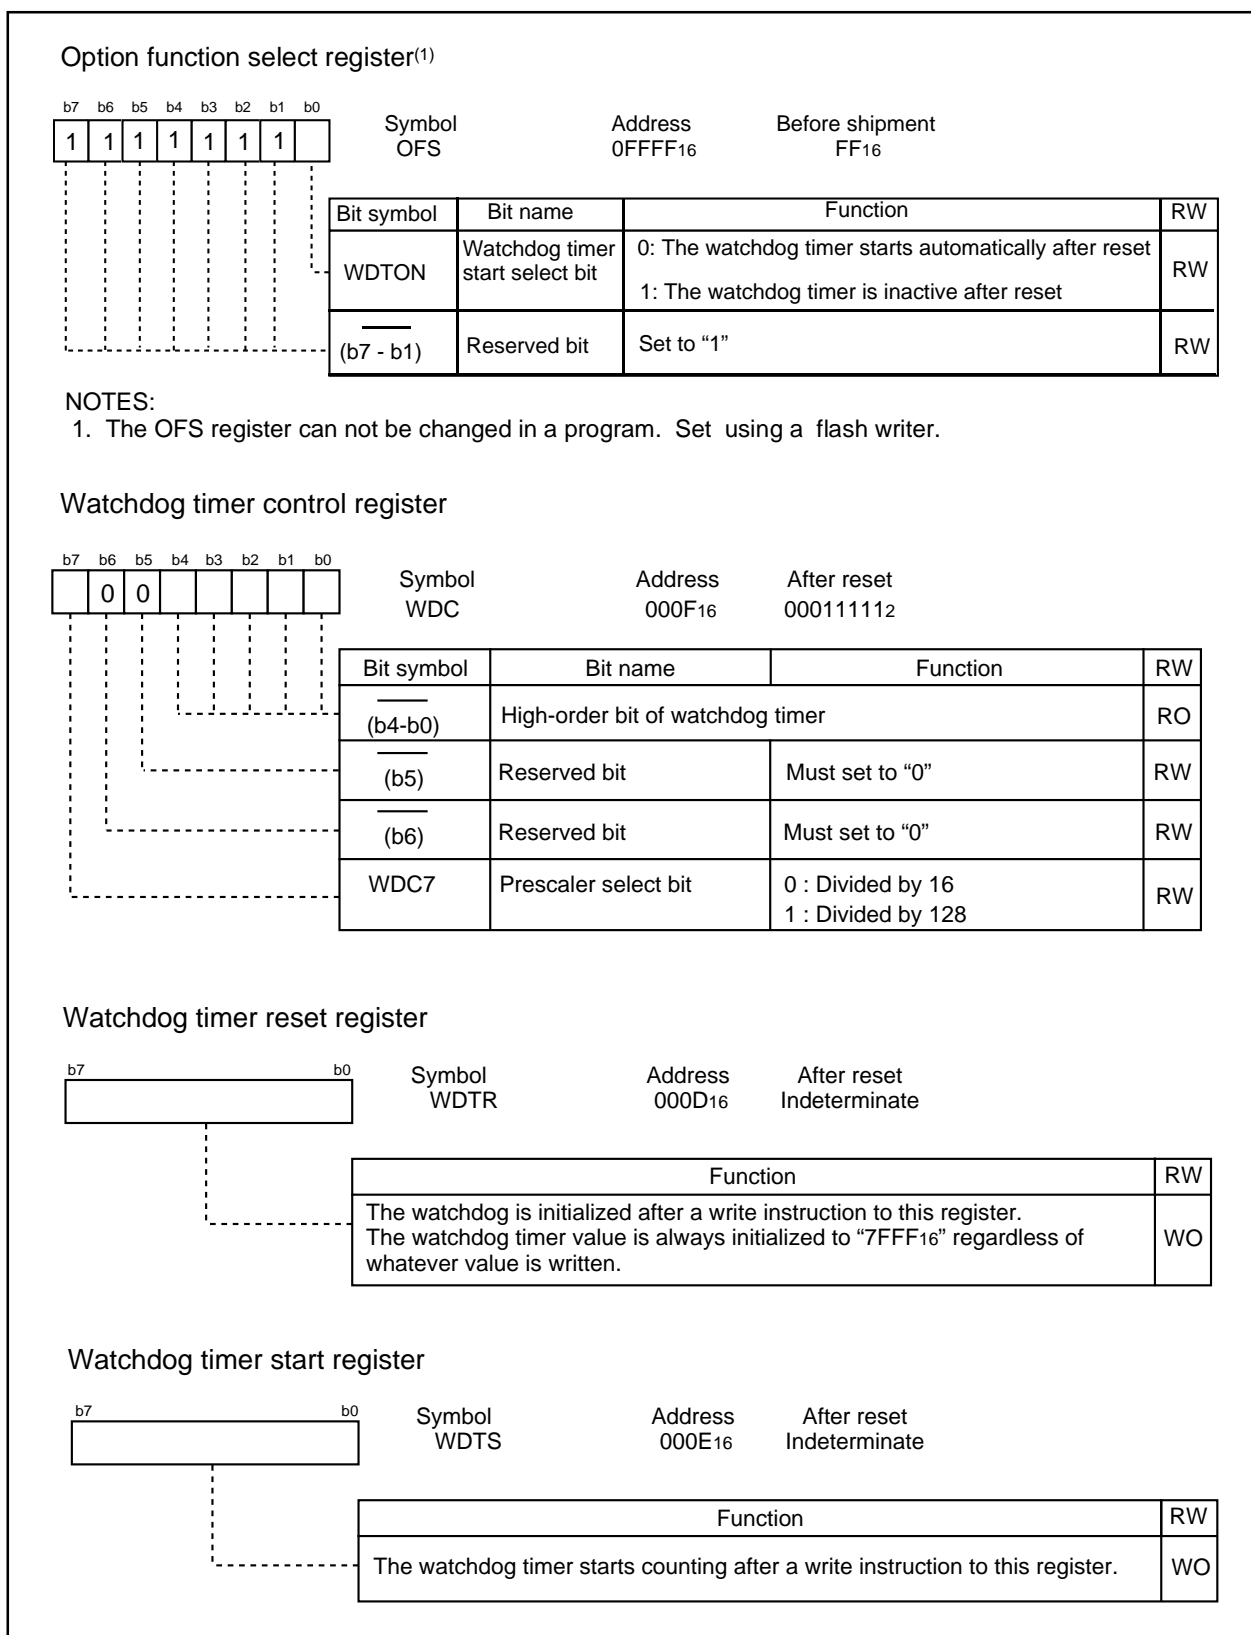 Option function select register(1)
b7 b6 b5 b4 b3 b2 b1 b0
1 1 1 1 1 1 1
Symbol Address Before shipment
OFS 0FFFF16 FF16
Bit symbol Bit name Function RW
WDTON Watchdog timer start select bit 0: The watchdog timer starts automatically after reset
1: The watchdog timer is inactive after reset RW
(b7 - b1) Reserved bit Set to “1” RW
NOTES:
1. The OFS register can not be changed in a program. Set using a flash writer.
Watchdog timer control register
b7 b6 b5 b4 b3 b2 b1 b0
0 0
Symbol Address After reset
WDC 000F16 000111112
Bit symbol Bit name Function RW
(b4-b0) High-order bit of watchdog timer RO
(b5) Reserved bit Must set to “0” RW
(b6) Reserved bit Must set to “0” RW
WDC7 Prescaler select bit 0 : Divided by 16
1 : Divided by 128 RW
Watchdog timer reset register
b7 b0
Symbol Address After reset
WDTR 000D16 Indeterminate
Function RW
The watchdog is initialized after a write instruction to this register.
The watchdog timer value is always initialized to “7FFF16” regardless of
whatever value is written. WO
Watchdog timer start register
b7 b0
Symbol Address After reset
WDTS 000E16 Indeterminate
Function RW
The watchdog timer starts counting after a write instruction to this register. WO